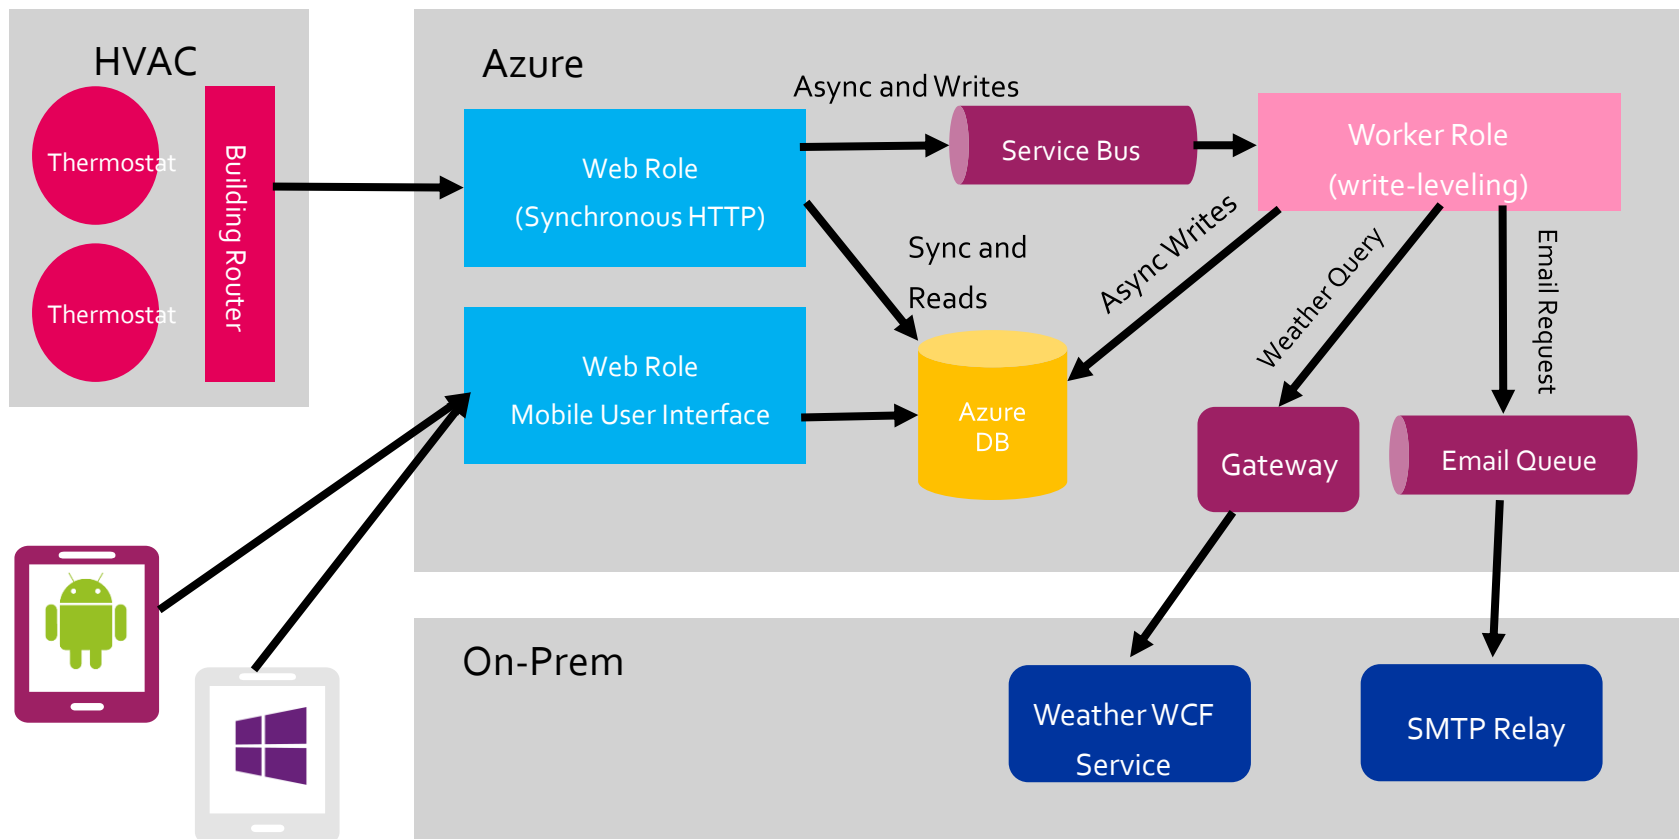 HVAC
Thermostat
Thermostat
Building Router
Azure
Async and Writes
Web Role
(Synchronous HTTP)
Service Bus
Worker Role
(write-leveling)
Sync and
Reads
Async Writes
Weather Query
Email Request
Web Role
Mobile User Interface
Azure
DB
Gateway
Email Queue
On-Prem
Weather WCF
Service
SMTP Relay